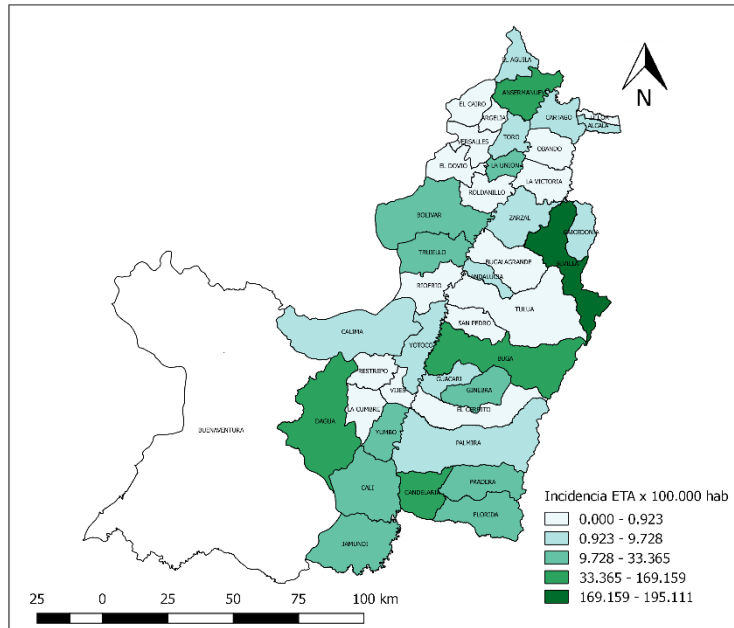 EL AGUILA
ANSERMANUEVO
N
EL CAIRO
ARGELIA
CARTAGO
ALCALA
TORO
VERSALLES
OBANDO
EL DOVIO
LA UNION
LA VICTORIA
ROLDANILLO
BOLIVAR
ZARZAL
CAICEDONIA
TRUJILLO
BUGALAGRANDE
SEVILLA
ANDALUCIA
RIOFRIO
TULUA
SAN PEDRO
CALIMA
YOTOCO
BUGA
RESTREPO
GUACARI
GINEBRA
VIJES
LA CUMBRE
EL CERRITO
DAGUA
BUENAVENTURA
YUMBO
PALMIRA
CALI
CANDELARIA
PRADERA
FLORIDA
JAMUNDI
Incidencia ETA x 100.000 hab
0.000 - 0.923
0.923 - 9.728
9.728 - 33.365
33.365 - 169.159
169.159 - 195.111
25 0 25 50 75 100 km